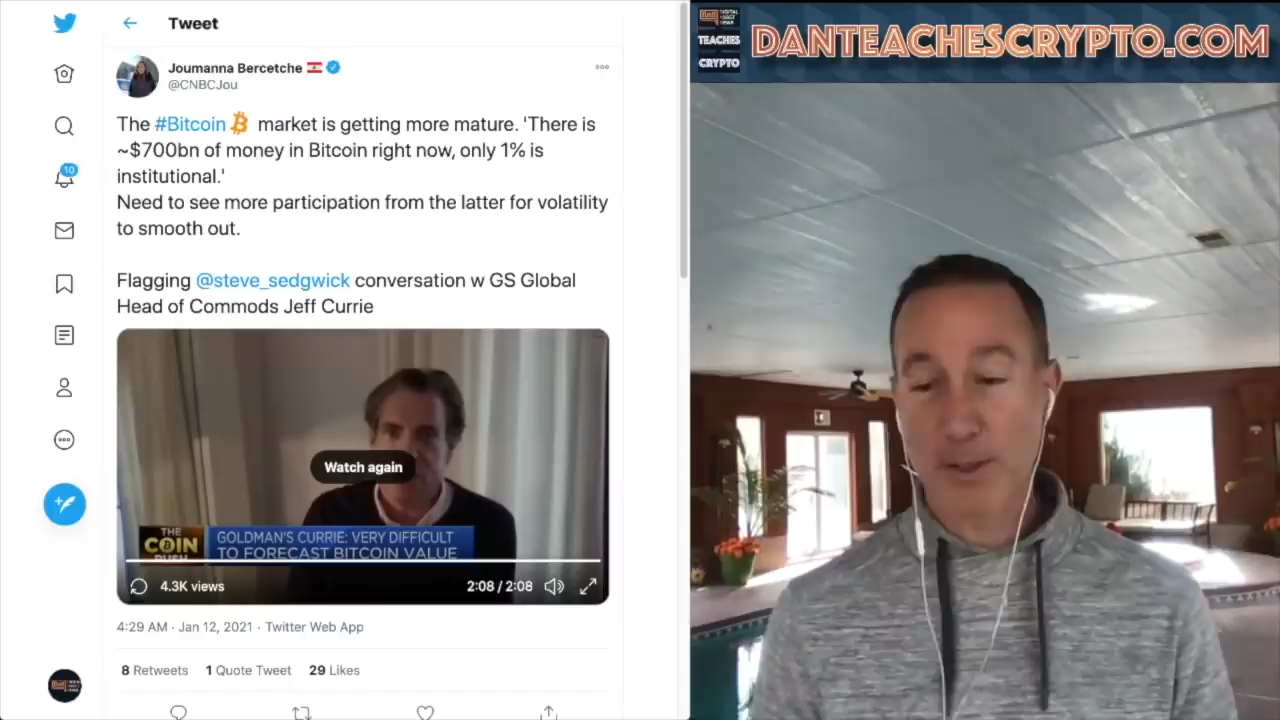 Tweet
Joumanna Bercetche
@CNBCJou
The #Bitcoin market is getting more mature. 'There is
~$700bn of money in Bitcoin right now, only 1% is
institutional.'
Need to see more participation from the latter for volatility
to smooth out.
Flagging @steve_sedgwick conversation w GS Global
Head of Commods Jeff Currie
Watch again
THE
COIN
RUSH
GOLDMAN'S CURRIE: VERY DIFFICULT
TO FORECAST BITCOIN VALUE
4.3K views
2:08 / 2:08
4:29 AM · Jan 12, 2021 · Twitter Web App
8 Retweets 1 Quote Tweet 29 Likes
10
TEACHES
CRYPTO
DANTEACHESCRYPTO.COM